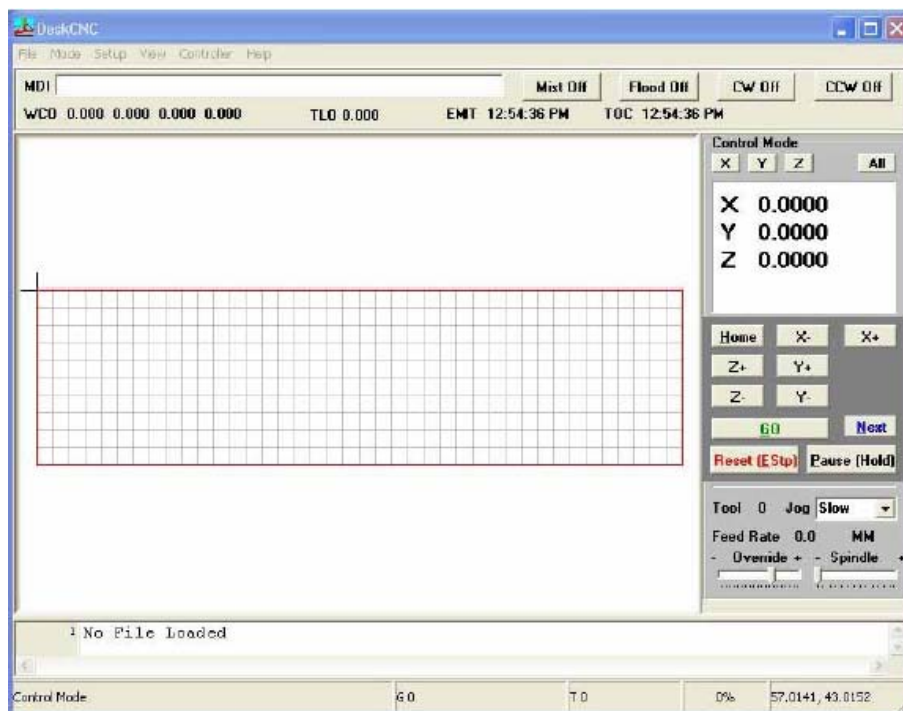 DeskCNC
File Mode Setup View Controller Help
MDI Mist Off Flood Off CW Off CCW Off
WCO 0.000 0.000 0.000 0.000 TLO 0.000 EMT 12:54:36 PM TOC 12:54:36 PM
Control Mode
X Y Z All
X 0.0000
Y 0.0000
Z 0.0000
Home X- X+
Z+ Y+
Z- Y-
GO Next
Reset (EStp) Pause (Hold)
Tool 0 Jog Slow
Feed Rate 0.0 MM
- Override + - Spindle +
1 No File Loaded
Control Mode G 0 T 0 0% 57.0141, 43.0152